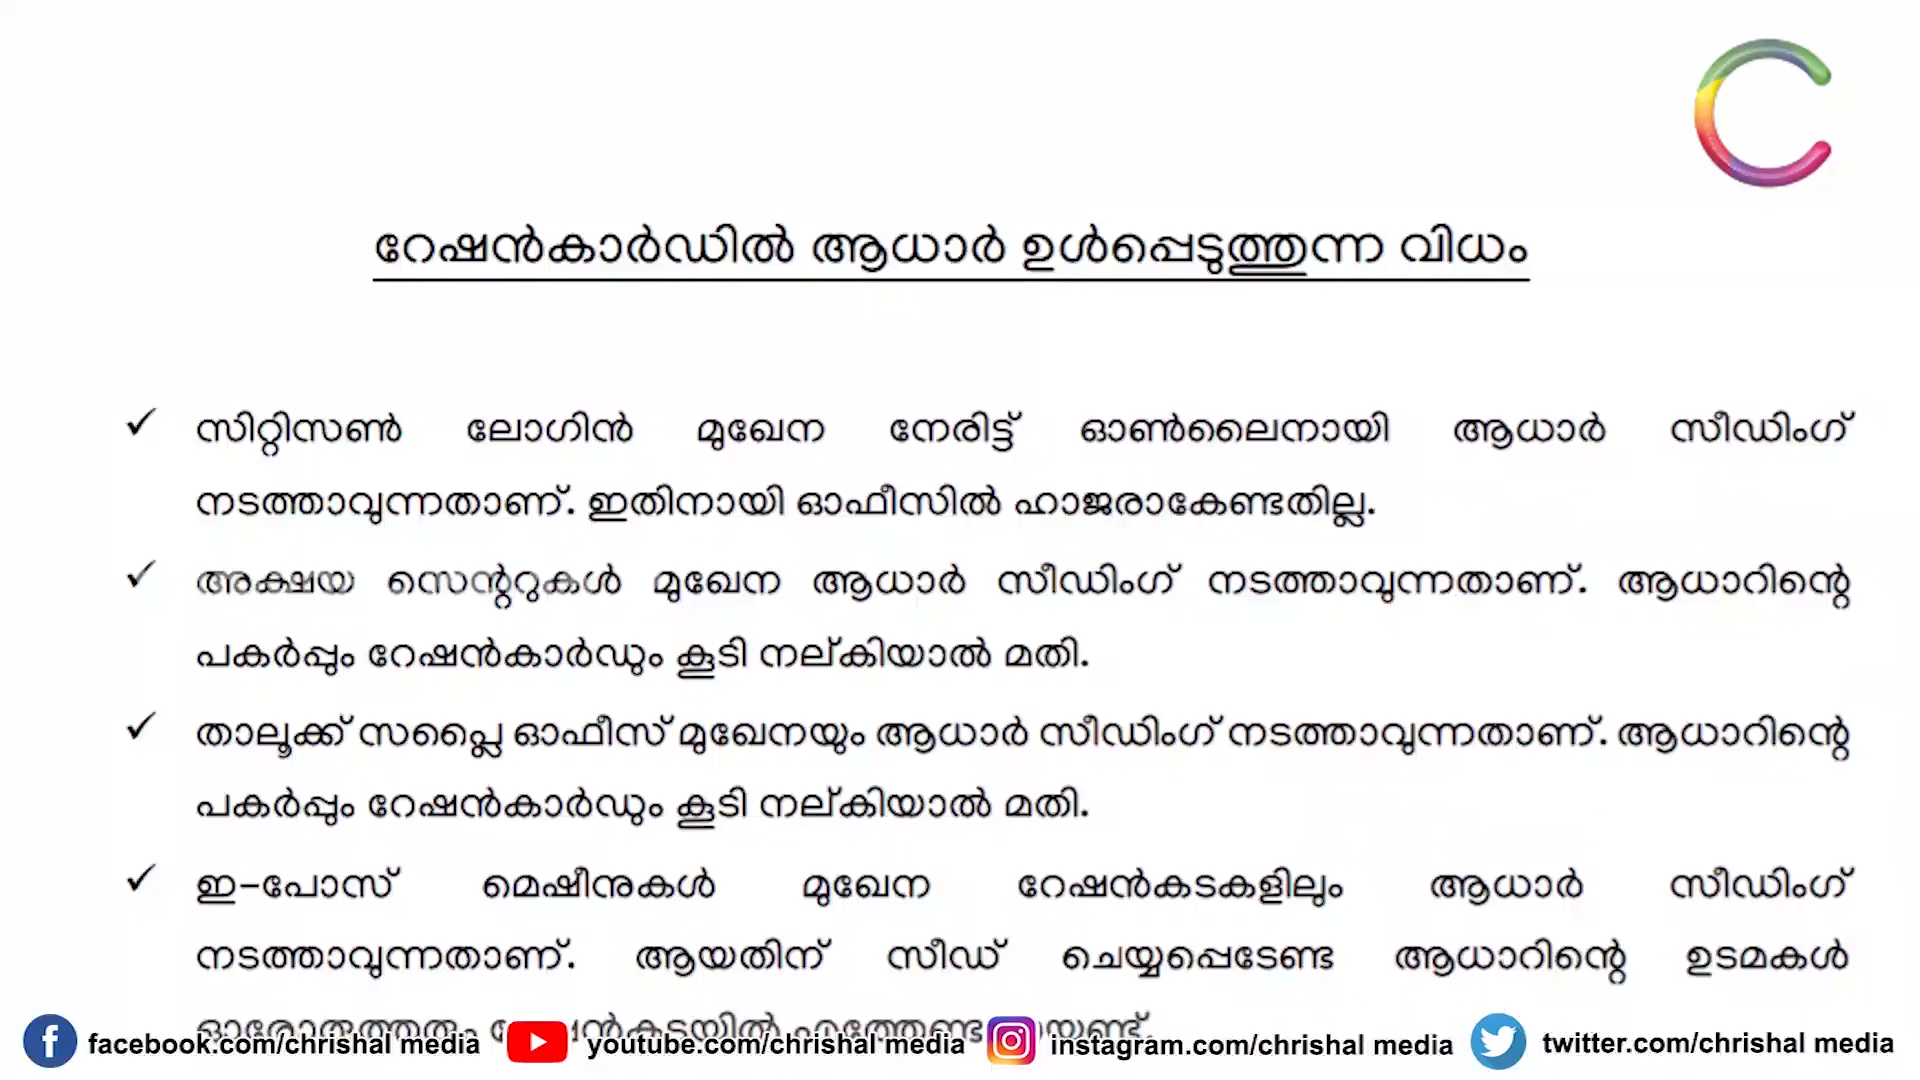 റേഷൻകാർഡിൽ ആധാർ ഉൾപ്പെടുത്തുന്ന വിധം
✓ സിറ്റിസൺ ലോഗിൻ മുഖേന നേരിട്ട് ഓൺലൈനായി ആധാർ സീഡിംഗ്
നടത്താവുന്നതാണ്. ഇതിനായി ഓഫീസിൽ ഹാജരാകേണ്ടതില്ല.
✓ അക്ഷയ സെന്ററുകൾ മുഖേന ആധാർ സീഡിംഗ് നടത്താവുന്നതാണ്. ആധാറിന്റെ
പകർപ്പും റേഷൻകാർഡും കൂടി നല്കിയാൽ മതി.
✓ താലൂക്ക് സപ്ലൈ ഓഫീസ് മുഖേനയും ആധാർ സീഡിംഗ് നടത്താവുന്നതാണ്. ആധാറിന്റെ
പകർപ്പും റേഷൻകാർഡും കൂടി നല്കിയാൽ മതി.
✓ ഇ-പോസ് മെഷീനുകൾ മുഖേന റേഷൻകടകളിലും ആധാർ സീഡിംഗ്
നടത്താവുന്നതാണ്. ആയതിന് സീഡ് ചെയ്യപ്പെടേണ്ട ആധാറിന്റെ ഉടമകൾ
facebook.com/chrishal media youtube.com/chrishal media instagram.com/chrishal media twitter.com/chrishal media